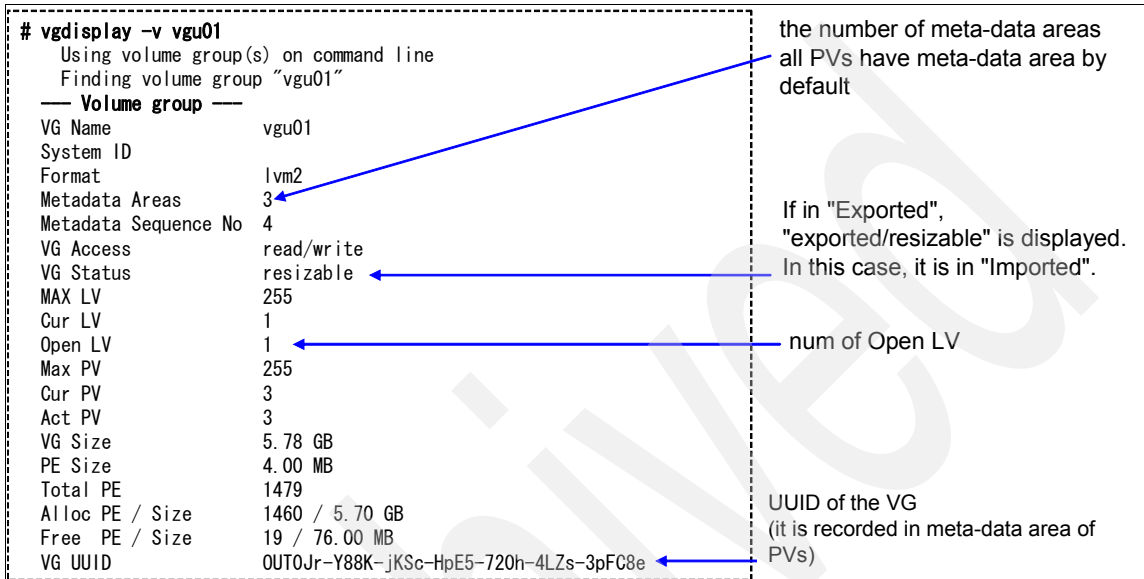 # vgdisplay -v vgu01
Using volume group(s) on command line
Finding volume group "vgu01"
--- Volume group ---
VG Name vgu01
System ID
Format lvm2
Metadata Areas 3
Metadata Sequence No 4
VG Access read/write
VG Status resizable
MAX LV 255
Cur LV 1
Open LV 1
Max PV 255
Cur PV 3
Act PV 3
VG Size 5.78 GB
PE Size 4.00 MB
Total PE 1479
Alloc PE / Size 1460 / 5.70 GB
Free PE / Size 19 / 76.00 MB
VG UUID OUTOJr-Y88K-jKSc-HpE5-720h-4LZs-3pFC8e
the number of meta-data areas
all PVs have meta-data area by
default
If in "Exported",
"exported/resizable" is displayed.
In this case, it is in "Imported".
num of Open LV
UUID of the VG
(it is recorded in meta-data area of
PVs)